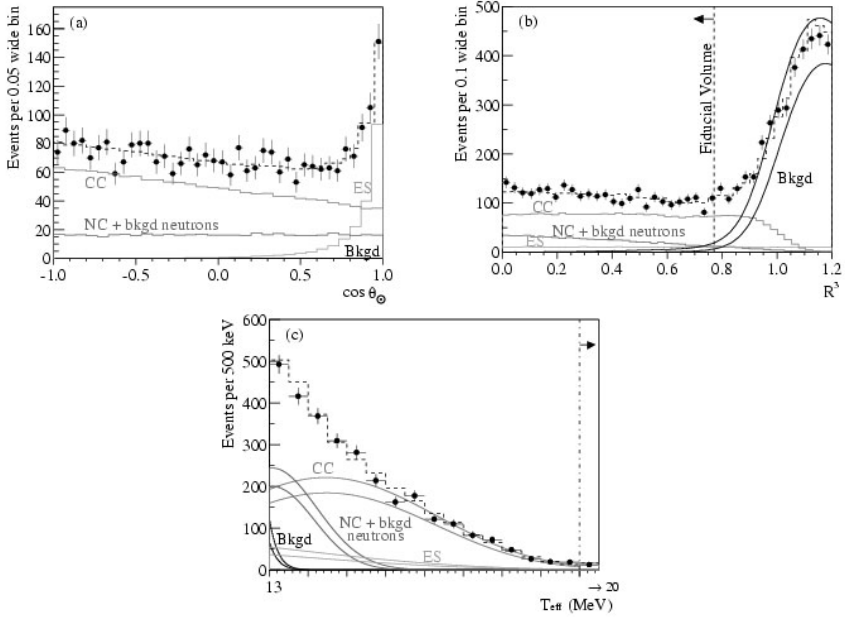 (a)
Events per 0.05 wide bin
160
140
120
100
80
60
40
20
0
CC
ES
NC + bkgd neutrons
Bkgd
-1.0
-0.5
0.0
0.5
1.0
cos θ⊙
(b)
Events per 0.1 wide bin
500
400
300
200
100
0
Fiducial Volume
CC
NC + bkgd neutrons
ES
Bkgd
0.0
0.2
0.4
0.6
0.8
1.0
1.2
R³
(c)
Events per 500 keV
600
500
400
300
200
100
0
CC
NC + bkgd
neutrons
Bkgd
ES
13
→20
Teff (MeV)